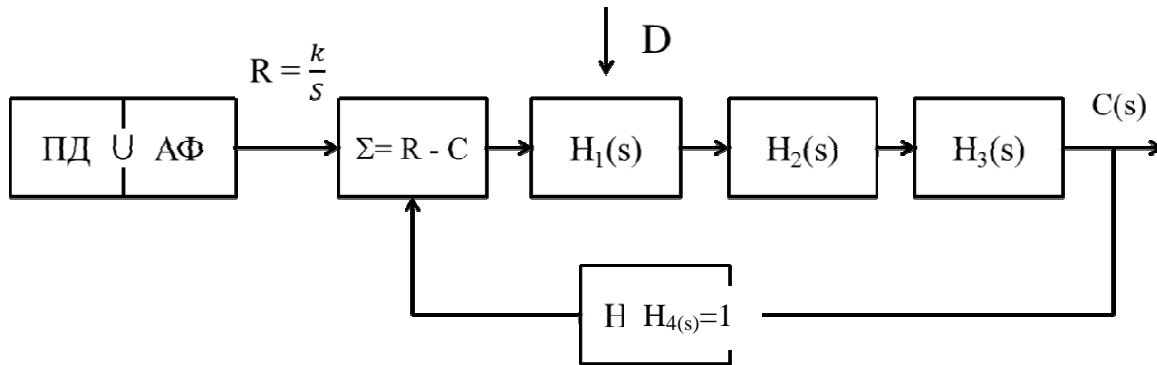 D
R = k/S
C(s)
ПД ∪ АФ
Σ= R - C
H₁(s)
H₂(s)
H₃(s)
H H₄₍ₛ₎=1